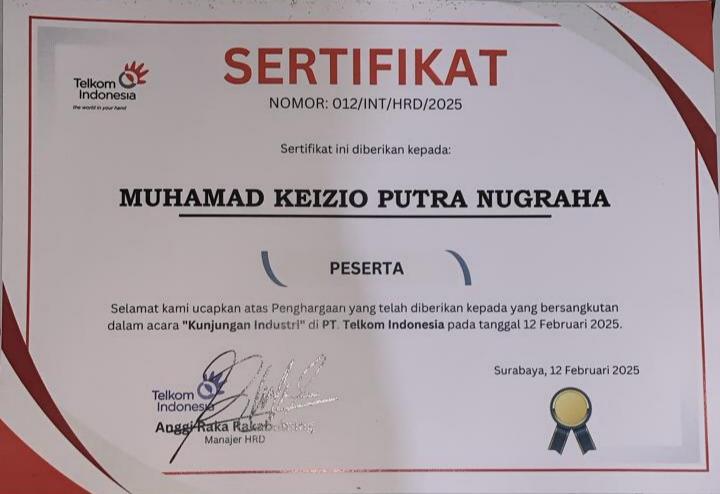 Telkom
Indonesia
the world in your hand
SERTIFIKAT
NOMOR: 012/INT/HRD/2025
Sertifikat ini diberikan kepada:
MUHAMAD KEIZIO PUTRA NUGRAHA
PESERTA
Selamat kami ucapkan atas Penghargaan yang telah diberikan kepada yang bersangkutan
dalam acara "Kunjungan Industri" di PT. Telkom Indonesia pada tanggal 12 Februari 2025.
Surabaya, 12 Februari 2025
Telkom
Indonesia
Anggi Raka
Manajer HRD